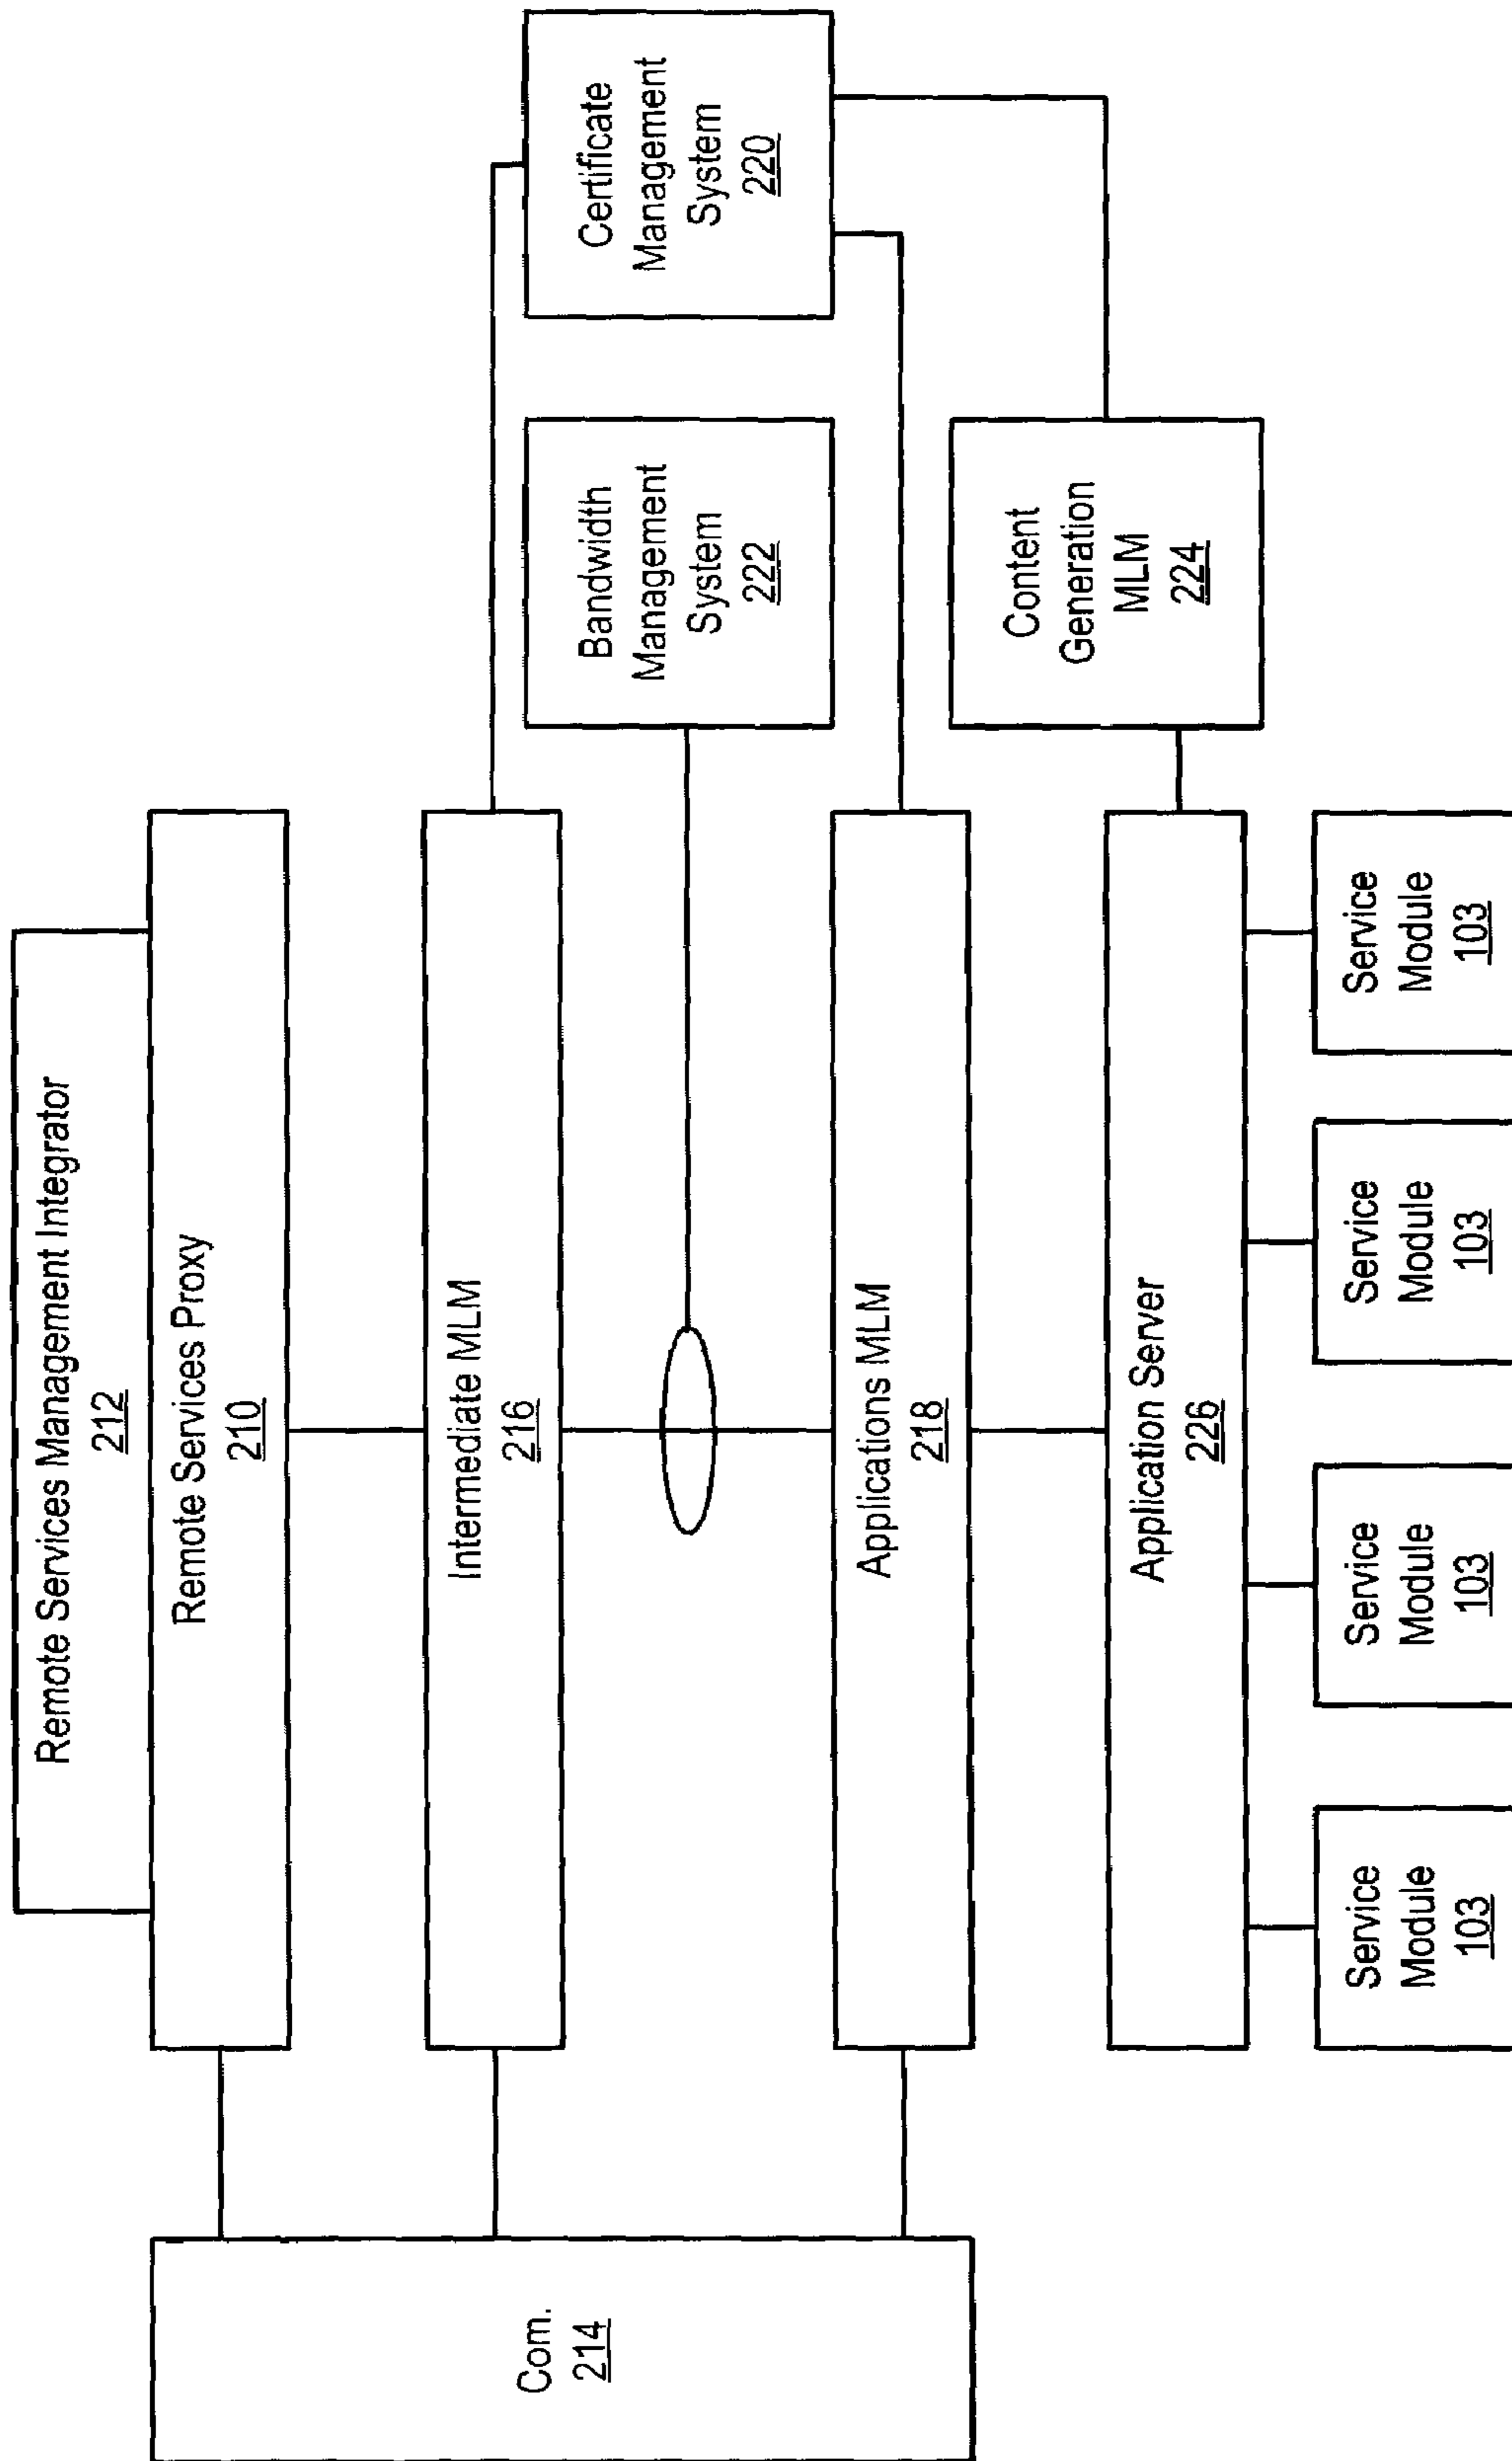 Remote Services Management Integrator
212
Remote Services Proxy
210
Com.
214
Intermediate MLM
216
Bandwidth
Management
System
222
Certificate
Management
System
220
Applications MLM
218
Content
Generation
MLM
224
Application Server
226
Service
Module
103
Service
Module
103
Service
Module
103
Service
Module
103